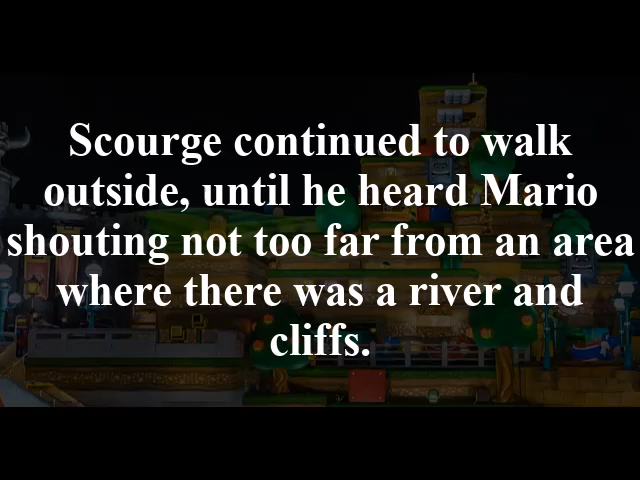 Scourge continued to walk
outside, until he heard Mario
shouting not too far from an area
where there was a river and
cliffs.